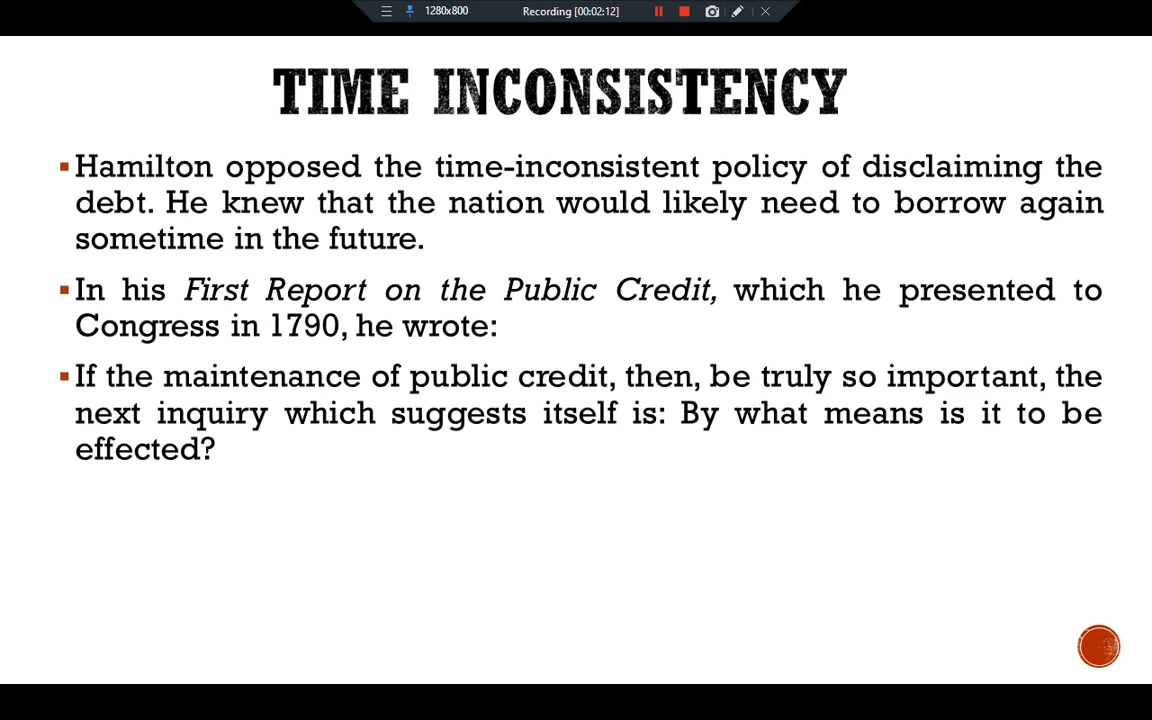 1280x800 Recording [00:02:12]
TIME INCONSISTENCY
▪Hamilton opposed the time-inconsistent policy of disclaiming the
debt. He knew that the nation would likely need to borrow again
sometime in the future.
▪In his First Report on the Public Credit, which he presented to
Congress in 1790, he wrote:
▪If the maintenance of public credit, then, be truly so important, the
next inquiry which suggests itself is: By what means is it to be
effected?